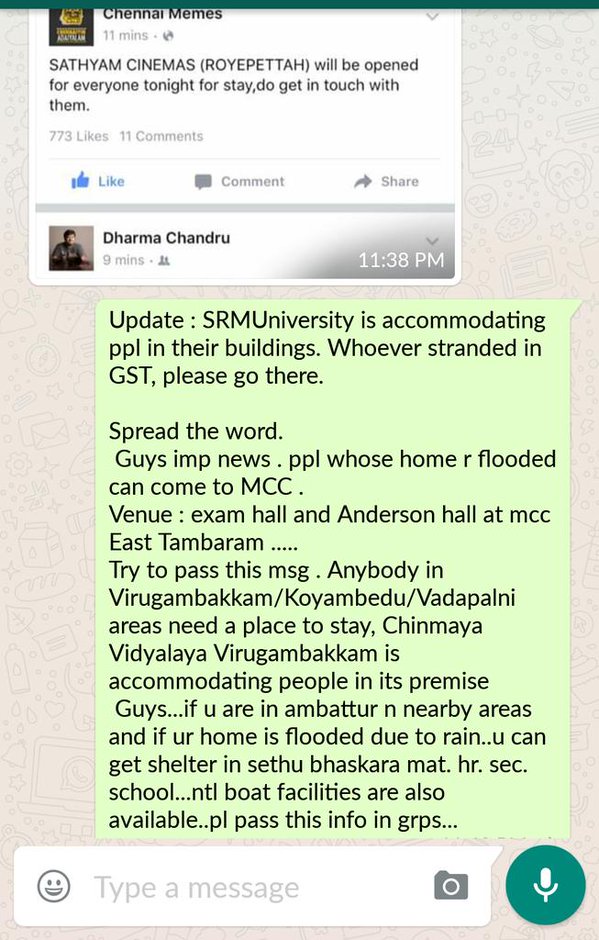 Chennai Memes
11 mins ·
SATHYAM CINEMAS (ROYEPETTAH) will be opened
for everyone tonight for stay,do get in touch with
them.
773 Likes 11 Comments
Like Comment Share
Dharma Chandru
9 mins ·
11:38 PM
Update : SRMUniversity is accommodating
ppl in their buildings. Whoever stranded in
GST, please go there.
Spread the word.
Guys imp news . ppl whose home r flooded
can come to MCC .
Venue : exam hall and Anderson hall at mcc
East Tambaram .....
Try to pass this msg . Anybody in
Virugambakkam/Koyambedu/Vadapalni
areas need a place to stay, Chinmaya
Vidyalaya Virugambakkam is
accommodating people in its premise
Guys...if u are in ambattur n nearby areas
and if ur home is flooded due to rain..u can
get shelter in sethu bhaskara mat. hr. sec.
school...ntl boat facilities are also
available..pl pass this info in grps...
Type a message